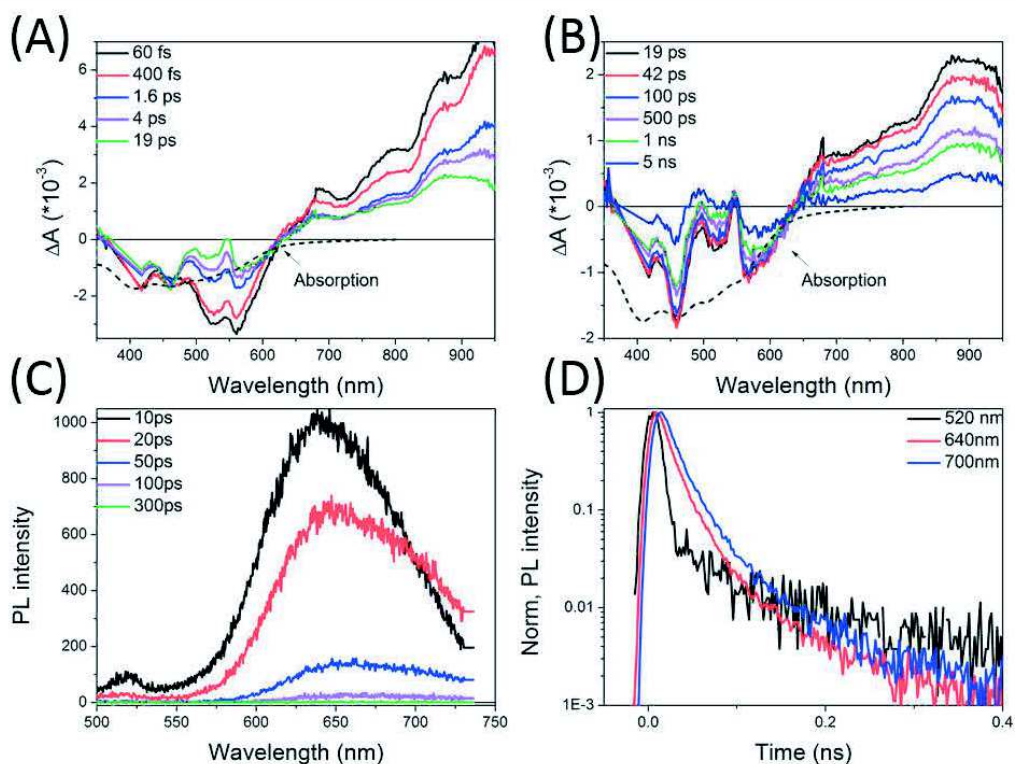 (A)
60 fs
400 fs
1.6 ps
4 ps
19 ps
6
4
2
0
-2
ΔA (*10⁻³)
Absorption
400 500 600 700 800 900
Wavelength (nm)
(B)
19 ps
42 ps
100 ps
500 ps
1 ns
5 ns
2
1
0
-1
-2
ΔA (*10⁻³)
Absorption
400 500 600 700 800 900
Wavelength (nm)
(C)
10ps
20ps
50ps
100ps
300ps
1000
800
600
400
200
0
PL intensity
500 550 600 650 700 750
Wavelength (nm)
(D)
520 nm
640nm
700nm
1
0.1
0.01
1E-3
Norm, PL intensity
0.0 0.2 0.4
Time (ns)